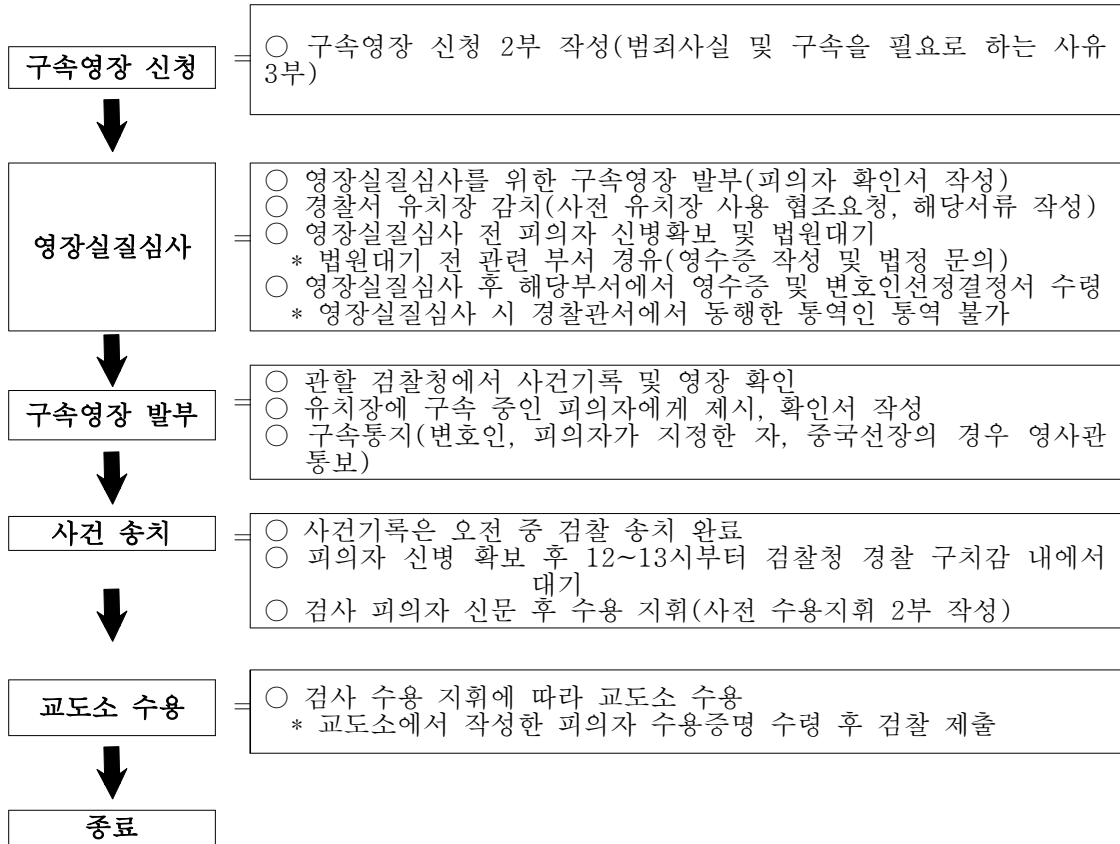 구속영장 신청
○ 구속영장 신청 2부 작성(범죄사실 및 구속을 필요로 하는 사유
3부)
영장실질심사
○ 영장실질심사를 위한 구속영장 발부(피의자 확인서 작성)
○ 경찰서 유치장 감치(사전 유치장 사용 협조요청, 해당서류 작성)
○ 영장실질심사 전 피의자 신병확보 및 법원대기
* 법원대기 전 관련 부서 경유(영수증 작성 및 법정 문의)
○ 영장실질심사 후 해당부서에서 영수증 및 변호인선정결정서 수령
* 영장실질심사 시 경찰관서에서 동행한 통역인 통역 불가
구속영장 발부
○ 관할 검찰청에서 사건기록 및 영장 확인
○ 유치장에 구속 중인 피의자에게 제시, 확인서 작성
○ 구속통지(변호인, 피의자가 지정한 자, 중국선장의 경우 영사관
통보)
사건 송치
○ 사건기록은 오전 중 검찰 송치 완료
○ 피의자 신병 확보 후 12~13시부터 검찰청 경찰 구치감 내에서
대기
○ 검사 피의자 신문 후 수용 지휘(사전 수용지휘 2부 작성)
교도소 수용
○ 검사 수용 지휘에 따라 교도소 수용
* 교도소에서 작성한 피의자 수용증명 수령 후 검찰 제출
종료